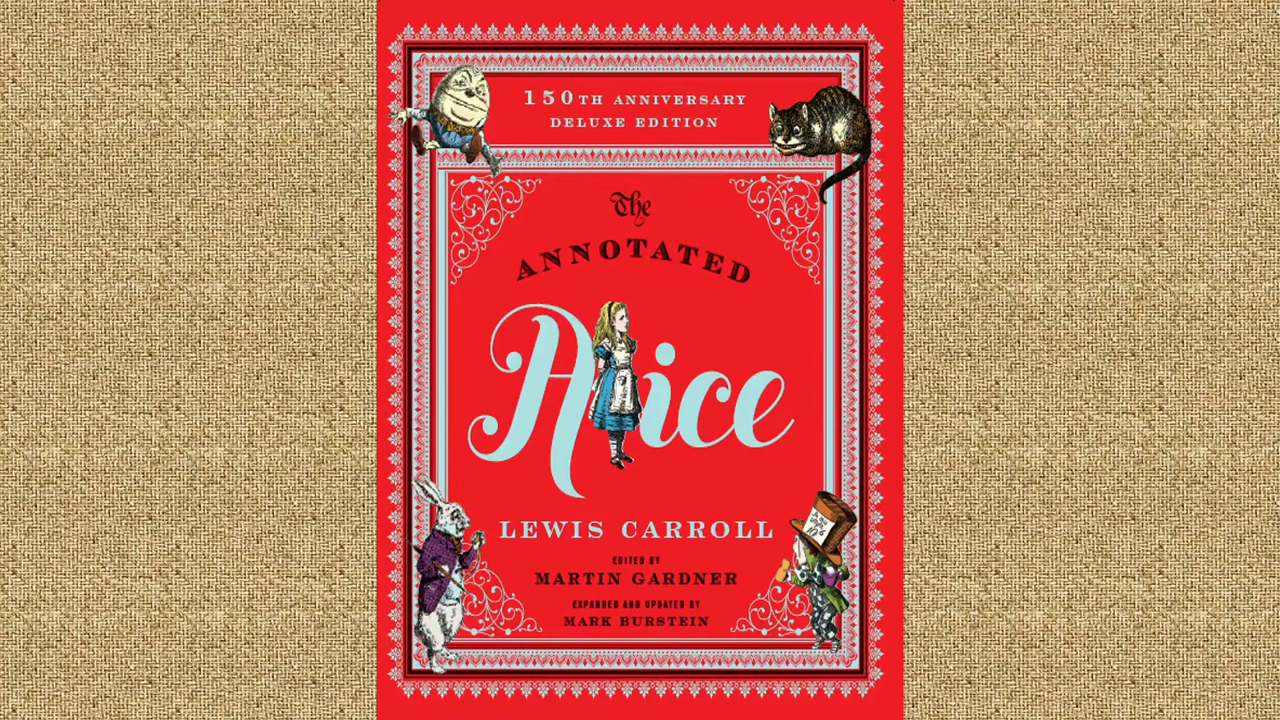 150TH ANNIVERSARY
DELUXE EDITION
The
ANNOTATED
Alice
LEWIS CARROLL
EDITED BY
MARTIN GARDNER
EXPANDED AND UPDATED BY
MARK BURSTEIN